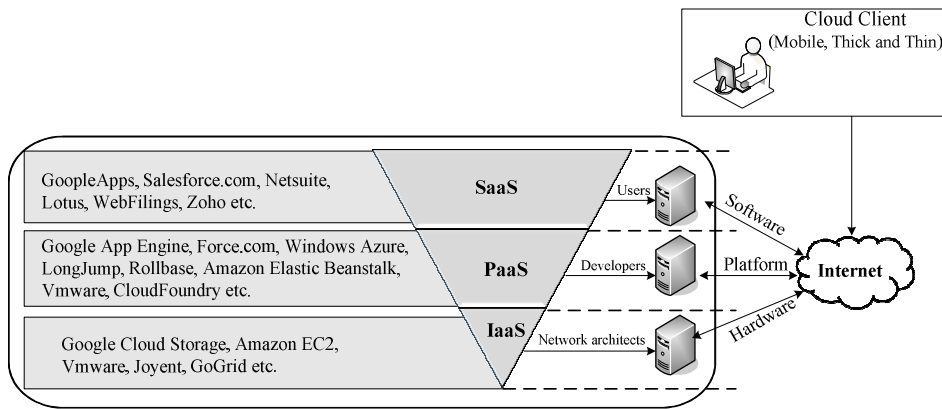 Cloud Client
(Mobile, Thick and Thin)
GoopleApps, Salesforce.com, Netsuite,
Lotus, WebFilings, Zoho etc.
SaaS
Users
Software
Google App Engine, Force.com, Windows Azure,
LongJump, Rollbase, Amazon Elastic Beanstalk,
Vmware, CloudFoundry etc.
PaaS
Developers
Platform
Internet
Google Cloud Storage, Amazon EC2,
Vmware, Joyent, GoGrid etc.
IaaS
Network architects
Hardware